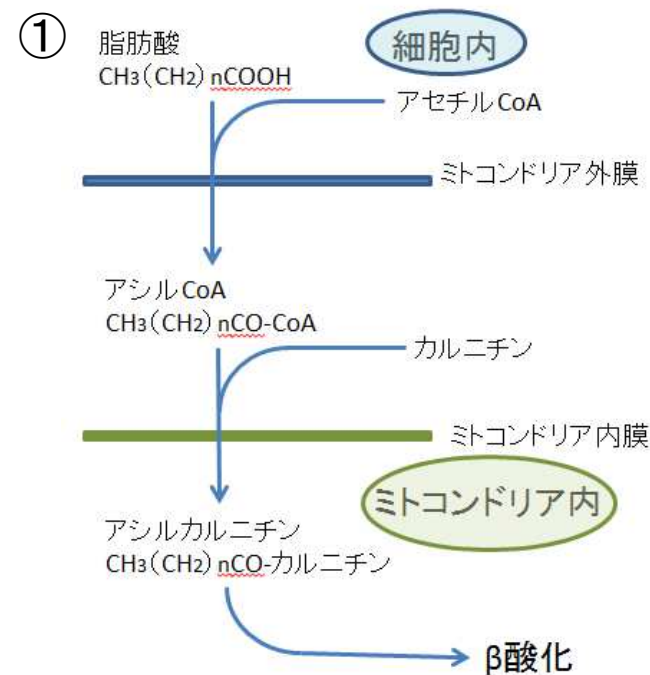 ①
脂肪酸
CH3(CH2)nCOOH
細胞内
アセチルCoA
ミトコンドリア外膜
アシルCoA
CH3(CH2)nCO-CoA
カルニチン
ミトコンドリア内膜
ミトコンドリア内
アシルカルニチン
CH3(CH2)nCO-カルニチン
β酸化